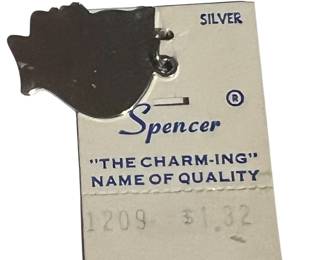 SILVER
Spencer ®
"THE CHARM-ING"
NAME OF QUALITY
1209 $1.32